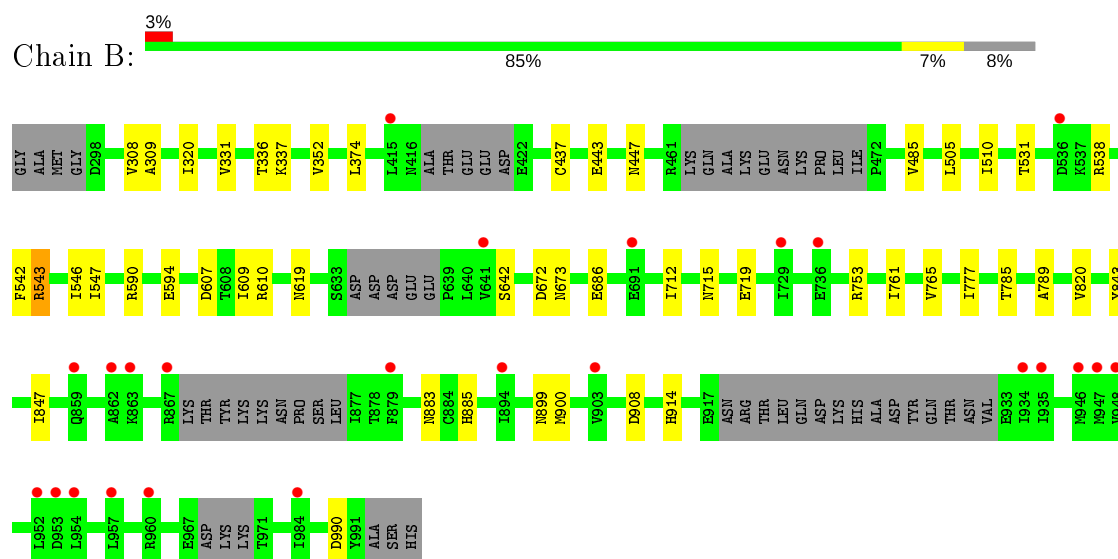 3%
Chain B:
85% 7% 8%
GLY ALA MET GLY D298 V308 A309 I320 V331 T336 K337 V352 L374 L415 N416 ALA THR GLU GLU ASP E422 C437 E443 N447 R461 LYS GLN ALA LYS GLU ASN LYS PRO LEU ILE P472 V485 L505 I510 T531 D536 K537 R538
F542 R543 I546 I547 R590 E594 D607 T608 I609 R610 N619 S633 ASP ASP ASP GLU GLU P639 L640 V641 S642 D672 N673 E686 E691 I712 N715 E719 I729 E736 R753 I761 V765 I777 T785 A789 V820
I847 Q859 A862 K863 R867 LYS THR TYR LYS LYS ASN PRO SER LEU I877 T878 F879 N883 C884 H885 I894 N899 M900 V903 D908 H914 E917 ASN ARG THR LEU GLN ASP LYS HIS ALA ASP TYR GLN THR ASN VAL E933 I934 I935 M946 M947
L952 D953 L954 L957 R960 E967 ASP LYS LYS T971 I984 D990 Y991 ALA SER HIS